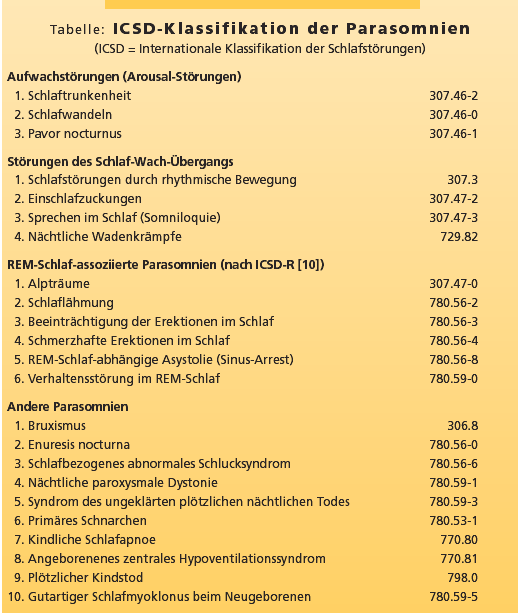 Tabelle: ICSD-Klassifikation der Parasomnien
(ICSD = Internationale Klassifikation der Schlafstörungen)
Aufwachstörungen (Arousal-Störungen)
1. Schlaftrunkenheit 307.46-2
2. Schlafwandeln 307.46-0
3. Pavor nocturnus 307.46-1
Störungen des Schlaf-Wach-Übergangs
1. Schlafstörungen durch rhythmische Bewegung 307.3
2. Einschlafzuckungen 307.47-2
3. Sprechen im Schlaf (Somniloquie) 307.47-3
4. Nächtliche Wadenkrämpfe 729.82
REM-Schlaf-assoziierte Parasomnien (nach ICSD-R [10])
1. Alpträume 307.47-0
2. Schlaflähmung 780.56-2
3. Beeinträchtigung der Erektionen im Schlaf 780.56-3
4. Schmerzhafte Erektionen im Schlaf 780.56-4
5. REM-Schlaf-abhängige Asystolie (Sinus-Arrest) 780.56-8
6. Verhaltensstörung im REM-Schlaf 780.59-0
Andere Parasomnien
1. Bruxismus 306.8
2. Enuresis nocturna 780.56-0
3. Schlafbezogenes abnormales Schlucksyndrom 780.56-6
4. Nächtliche paroxysmale Dystonie 780.59-1
5. Syndrom des ungeklärten plötzlichen nächtlichen Todes 780.59-3
6. Primäres Schnarchen 780.53-1
7. Kindliche Schlafapnoe 770.80
8. Angeborenenes zentrales Hypoventilationssyndrom 770.81
9. Plötzlicher Kindstod 798.0
10. Gutartiger Schlafmyoklonus beim Neugeborenen 780.59-5